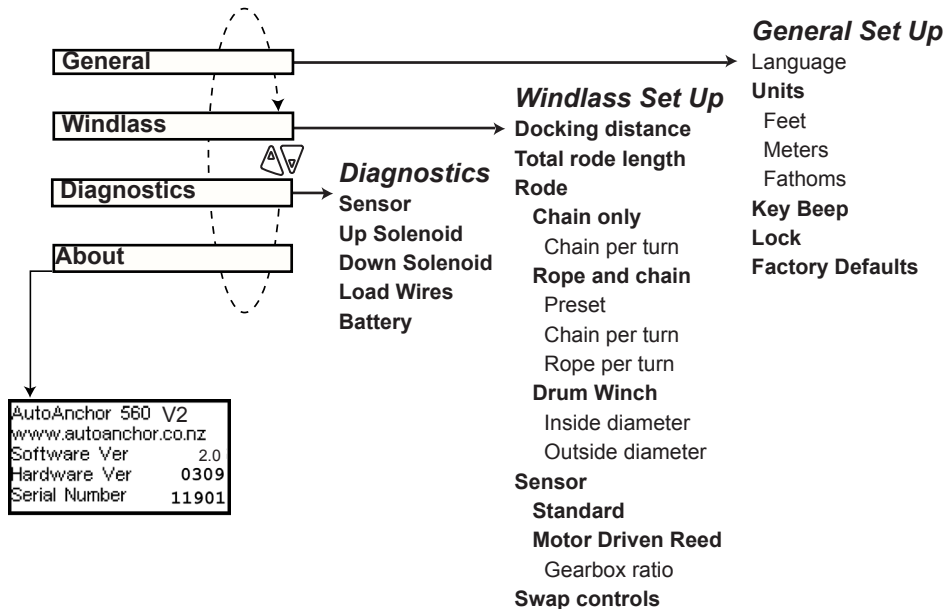 General
Windlass
Diagnostics
About
AutoAnchor 560 V2
www.autoanchor.co.nz
Software Ver 2.0
Hardware Ver 0309
Serial Number 11901
Diagnostics
Sensor
Up Solenoid
Down Solenoid
Load Wires
Battery
Windlass Set Up
Docking distance
Total rode length
Rode
Chain only
Chain per turn
Rope and chain
Preset
Chain per turn
Rope per turn
Drum Winch
Inside diameter
Outside diameter
Sensor
Standard
Motor Driven Reed
Gearbox ratio
Swap controls
General Set Up
Language
Units
Feet
Meters
Fathoms
Key Beep
Lock
Factory Defaults